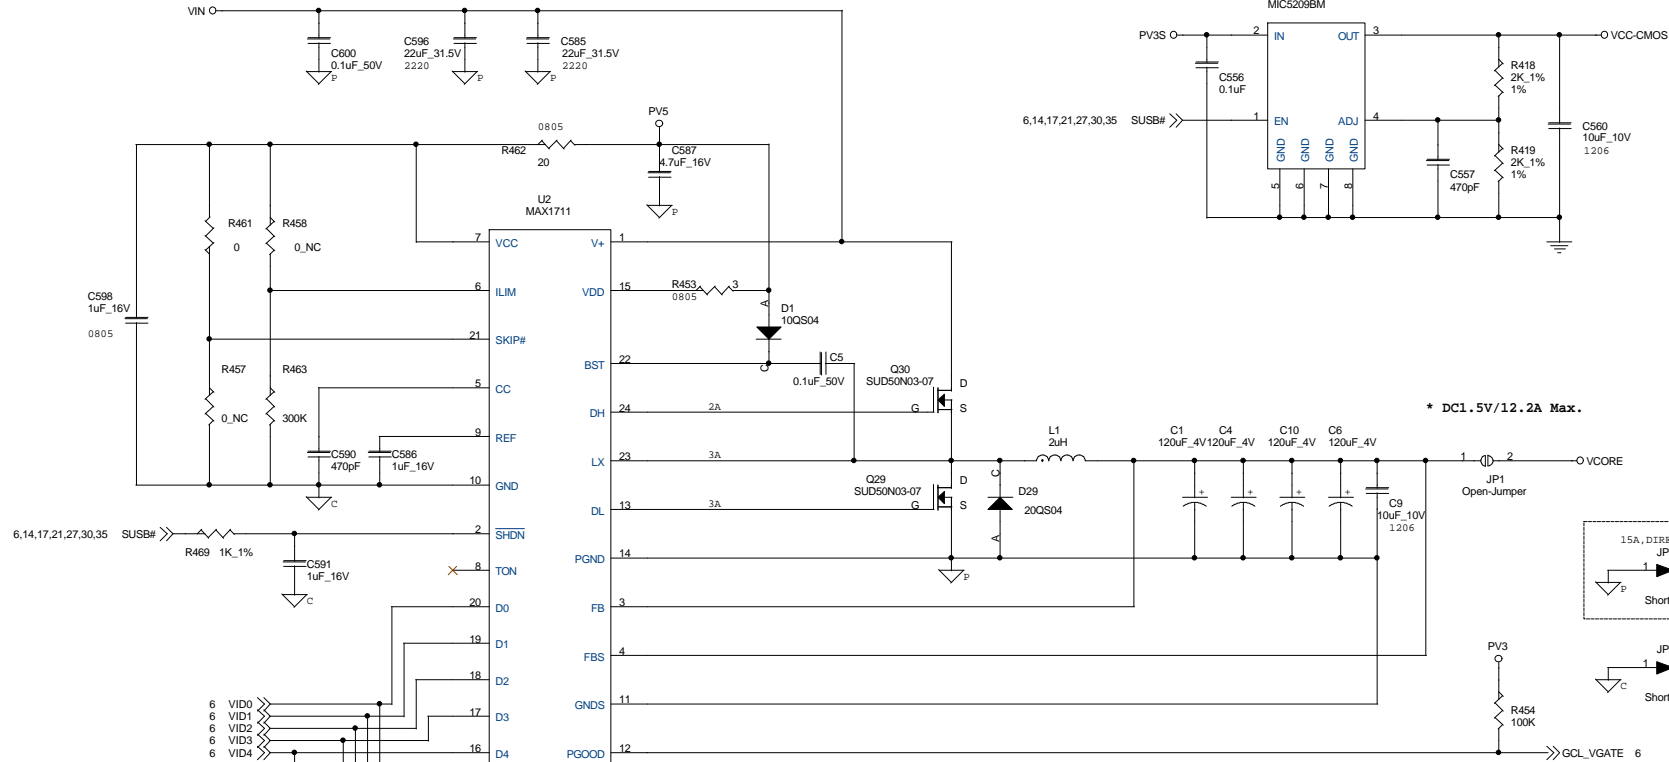 VIN
C600
0.1uF_50V
P
C596
22uF_31.5V
2220
P
C585
22uF_31.5V
2220
P
MIC5209BM
PV3S
2
IN
OUT
3
VCC-CMOS
C556
0.1uF
R418
2K_1%
1%
6,14,17,21,27,30,35
SUSB#
1
EN
ADJ
4
GND
GND
GND
GND
5
6
7
8
C557
470pF
R419
2K_1%
1%
C560
10uF_10V
1206
PV5
0805
R462
20
C587
4.7uF_16V
P
U2
MAX1711
R461
0
R458
0_NC
C598
1uF_16V
0805
R457
0_NC
R463
300K
C590
470pF
C586
1uF_16V
C
7
VCC
6
ILIM
21
SKIP#
5
CC
9
REF
10
GND
2
SHDN
8
TON
20
D0
19
D1
18
D2
17
D3
16
D4
V+
1
VDD
15
BST
22
DH
24
LX
23
DL
13
PGND
14
FB
3
FBS
4
GNDS
11
PGOOD
12
R453
0805
3
A
D1
10QS04
C
C5
0.1uF_50V
Q30
SUD50N03-07
D
G
S
2A
3A
3A
Q29
SUD50N03-07
D
G
S
C
D29
20QS04
A
P
L1
2uH
C1
120uF_4V
C4
120uF_4V
C10
120uF_4V
C6
120uF_4V
C9
10uF_10V
1206
* DC1.5V/12.2A Max.
1
2
JP1
Open-Jumper
VCORE
6,14,17,21,27,30,35
SUSB#
R469
1K_1%
C591
1uF_16V
C
6 VID0
6 VID1
6 VID2
6 VID3
6 VID4
15A,DIRE
JP
1
P
Short
JP
1
C
Short
PV3
R454
100K
GCL_VGATE
6